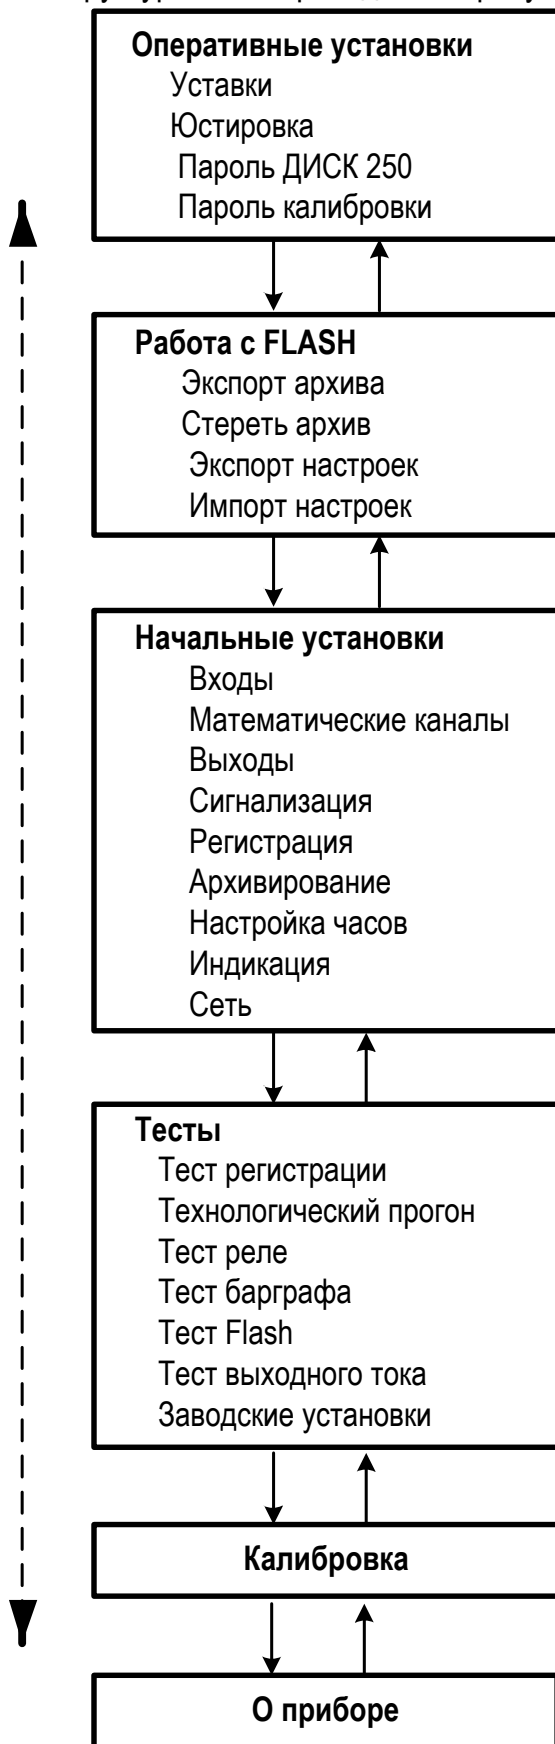 Оперативные установки
Уставки
Юстировка
Пароль ДИСК 250
Пароль калибровки
Работа с FLASH
Экспорт архива
Стереть архив
Экспорт настроек
Импорт настроек
Начальные установки
Входы
Математические каналы
Выходы
Сигнализация
Регистрация
Архивирование
Настройка часов
Индикация
Сеть
Тесты
Тест регистрации
Технологический прогон
Тест реле
Тест барграфа
Тест Flash
Тест выходного тока
Заводские установки
Калибровка
О приборе